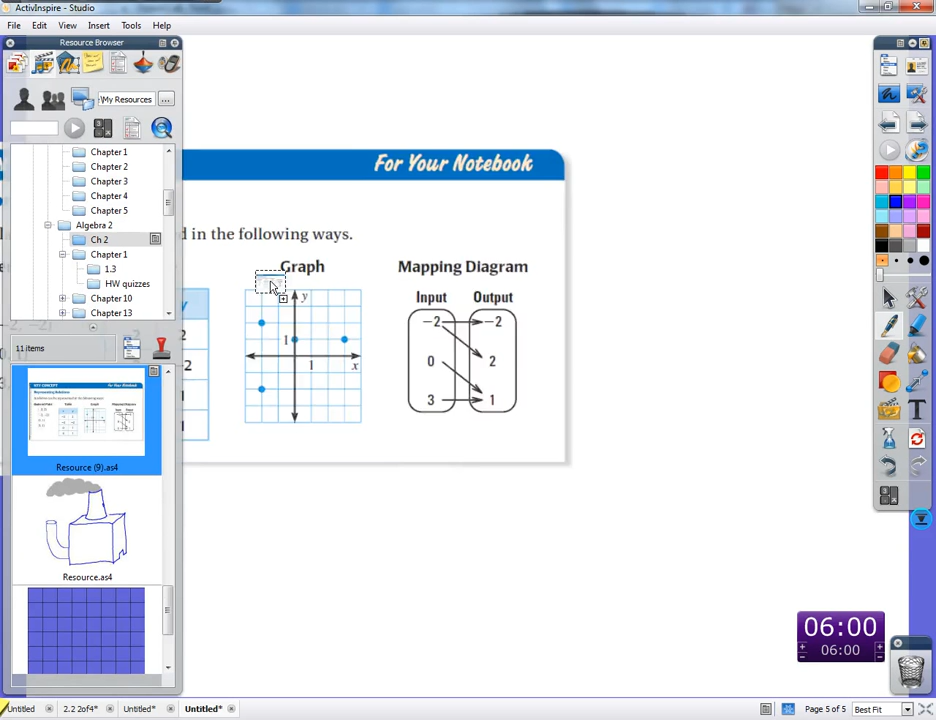 ActivInspire - Studio
File Edit View Insert Tools Help
Resource Browser
\My Resources ...
Chapter 1
Chapter 2
Chapter 3
Chapter 4
Chapter 5
Algebra 2
Ch 2
Chapter 1
1.3
HW quizzes
Chapter 10
Chapter 13
11 items
Resource (9).as4
Resource.as4
For Your Notebook
d in the following ways.
y
2
-2
1
1
Graph
y
1
1
x
Mapping Diagram
Input Output
−2 −2
0 2
3 1
06:00
06:00
Untitled 2.2 2of4* Untitled* Untitled*
Page 5 of 5 Best Fit